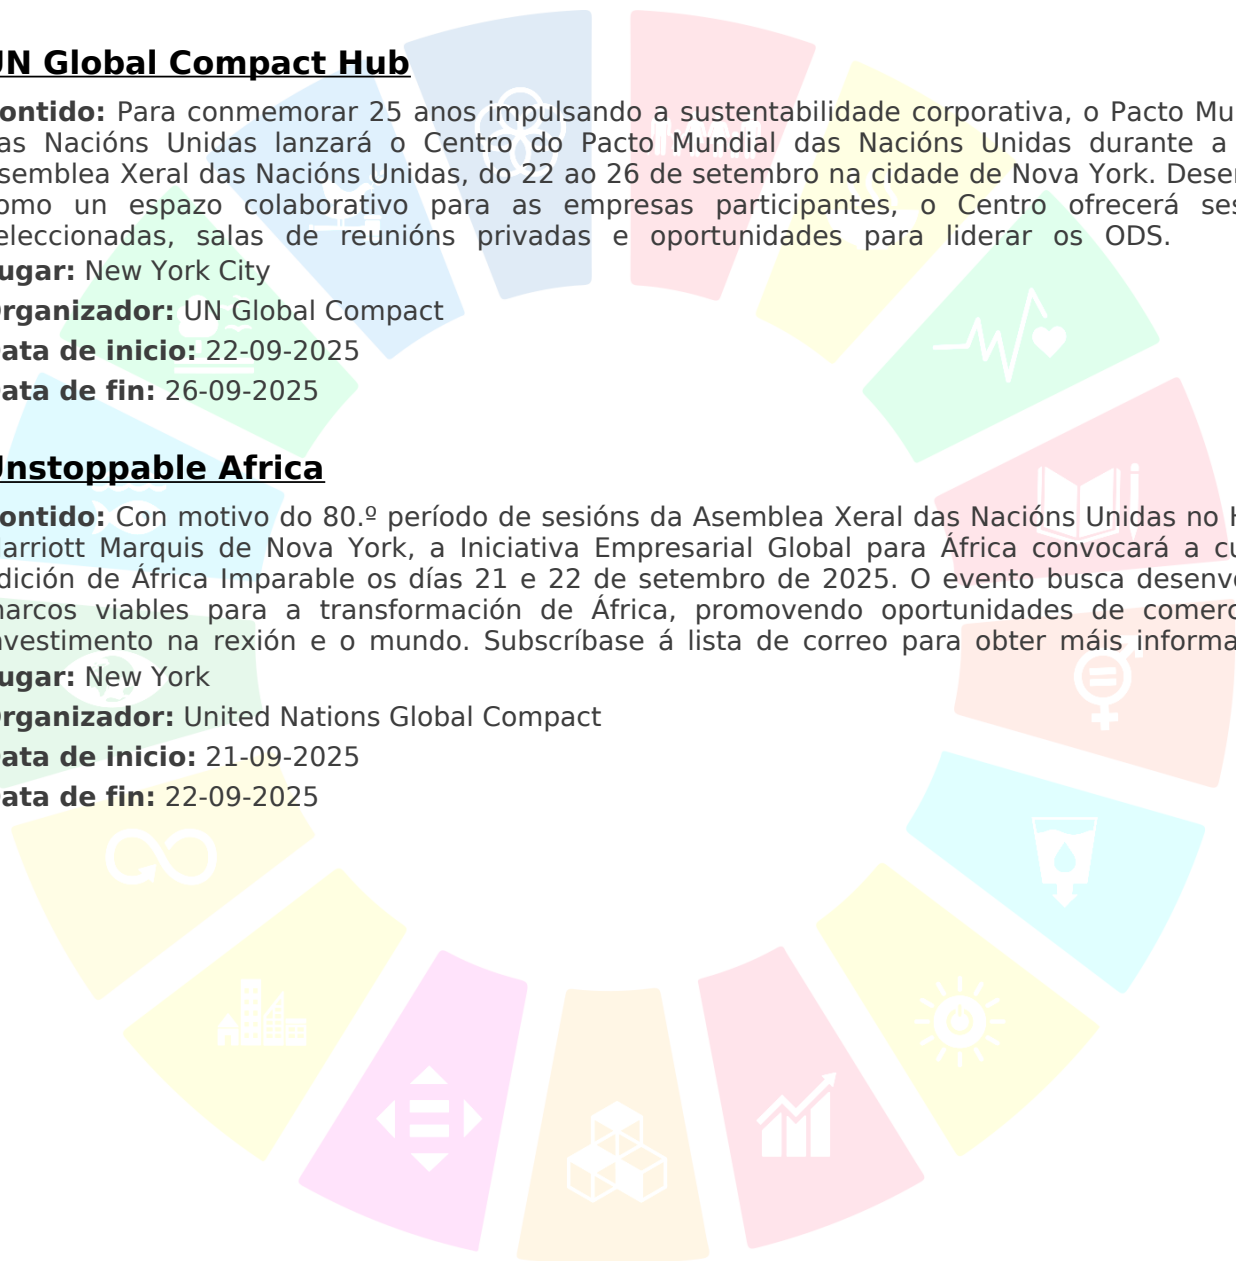 UN Global Compact Hub
ontido: Para conmemorar 25 anos impulsando a sustentabilidade corporativa, o Pacto Mu
as Nacións Unidas lanzará o Centro do Pacto Mundial das Nacións Unidas durante a
semblea Xeral das Nacións Unidas, do 22 ao 26 de setembro na cidade de Nova York. Dese
omo un espazo colaborativo para as empresas participantes, o Centro ofrecerá ses
eleccionadas, salas de reunións privadas e oportunidades para liderar os ODS.
ugar: New York City
rganizador: UN Global Compact
ata de inicio: 22-09-2025
ata de fin: 26-09-2025
Unstoppable Africa
ontido: Con motivo do 80.º período de sesións da Asemblea Xeral das Nacións Unidas no H
arriott Marquis de Nova York, a Iniciativa Empresarial Global para África convocará a cu
dición de África Imparable os días 21 e 22 de setembro de 2025. O evento busca desenv
arcos viables para a transformación de África, promovendo oportunidades de comerc
nvestimento na rexión e o mundo. Subscríbase á lista de correo para obter máis informa
ugar: New York
rganizador: United Nations Global Compact
ata de inicio: 21-09-2025
ata de fin: 22-09-2025